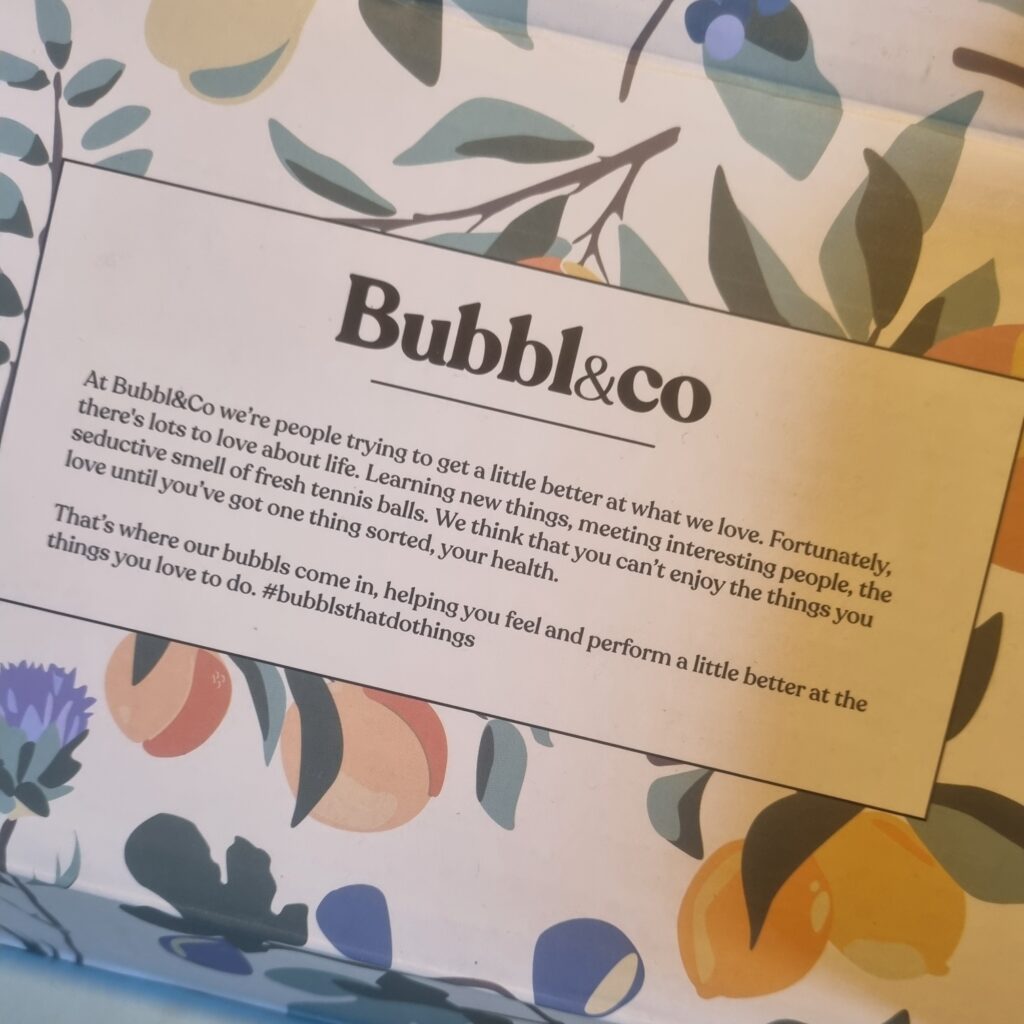 Bubbl&co
At Bubbl&Co we're people trying to get a little better at what we love. Fortunately,
there's lots to love about life. Learning new things, meeting interesting people, the
seductive smell of fresh tennis balls. We think that you can't enjoy the things you
love until you've got one thing sorted, your health.
That's where our bubbls come in, helping you feel and perform a little better at the
things you love to do. #bubblsthatdothings